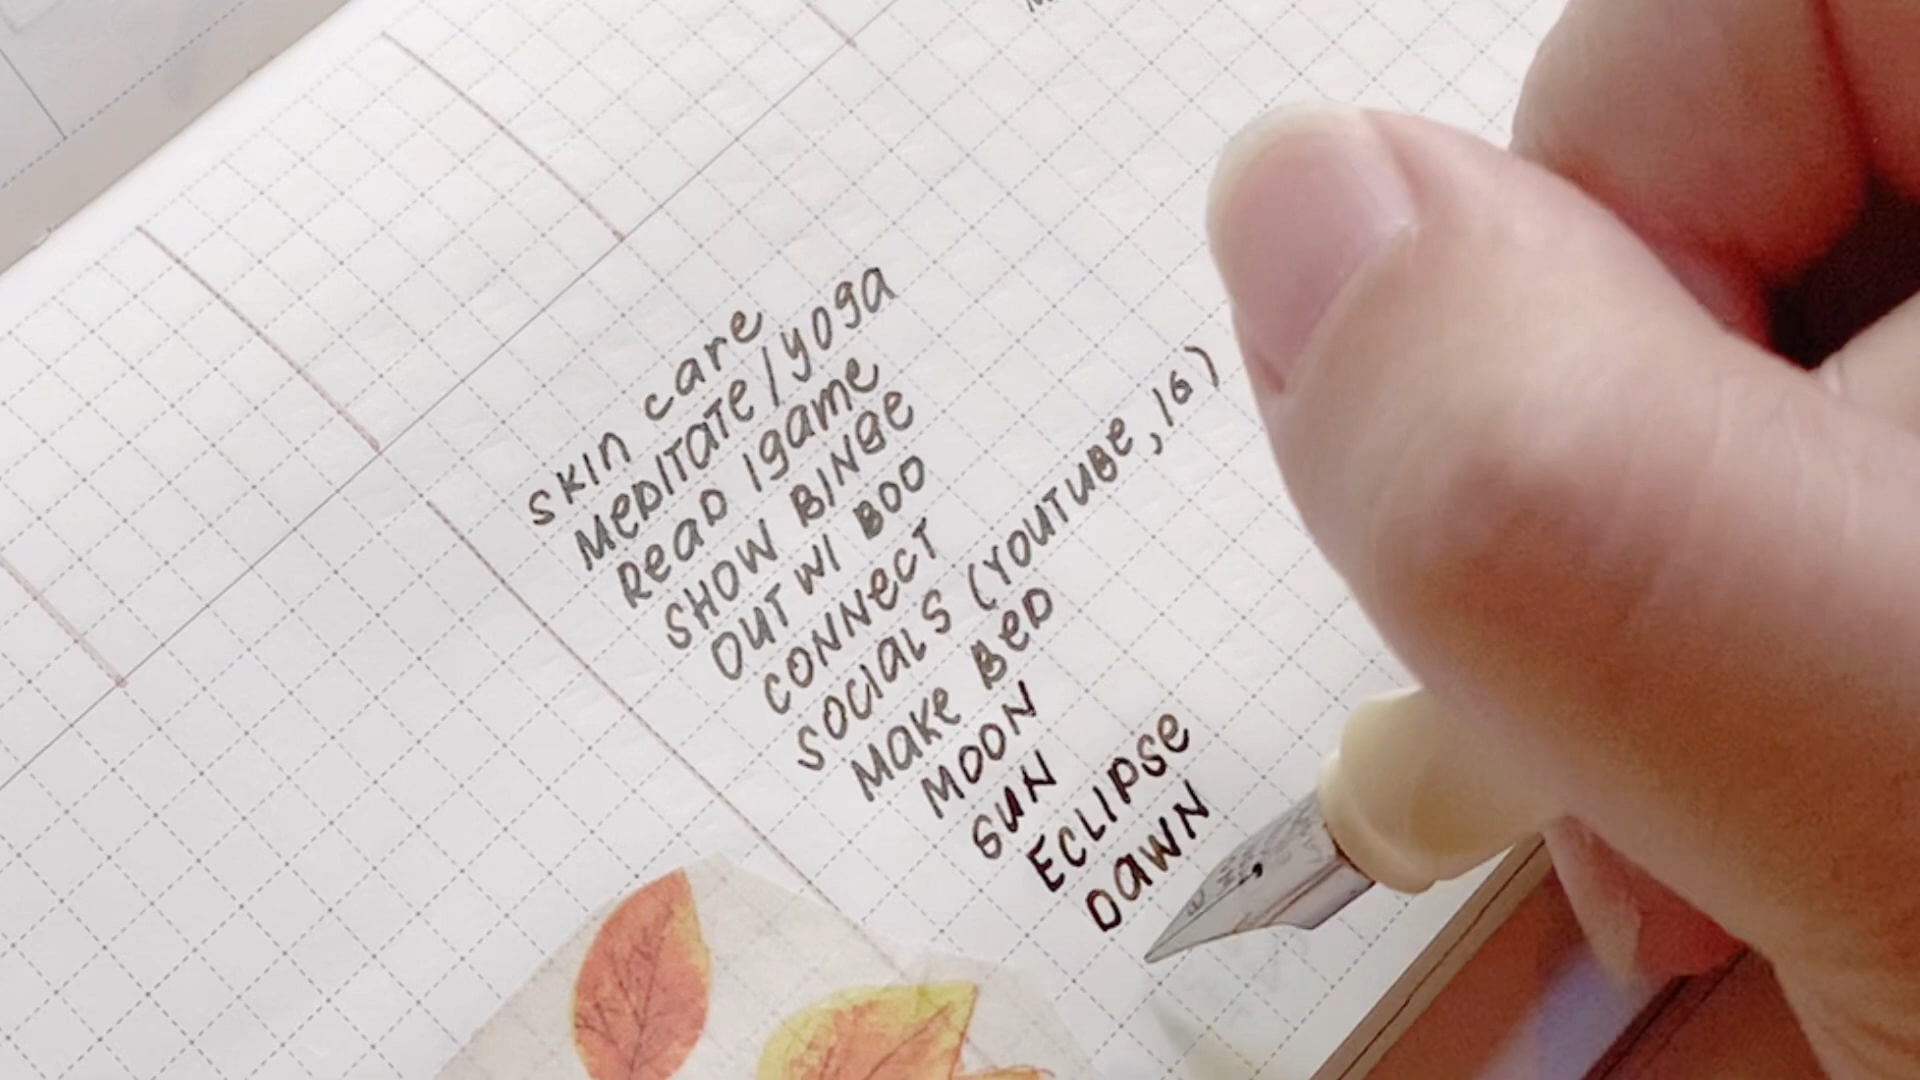 skin care
MeDITaTe/yoga
Read/game
SHOW BINGe
OUT W/ BOO
CONNeCT
SOCIaLS (YOUTUBe, IG)
Make BeD
MOON
SUN
ECLIPSe
DaWN